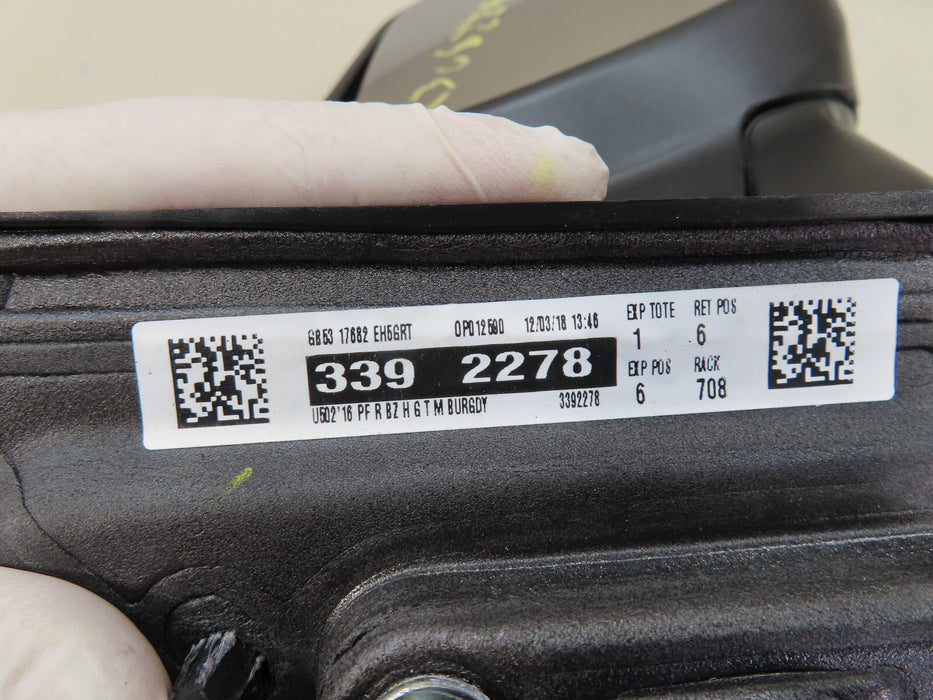 GB53 17682 EH5GRT OP012590 12/03/18 13:46
339 2278
U502'16 PF R BZ H G T M BURGDY 3392278
EXP TOTE RET POS
1 6
EXP POS RACK
6 708